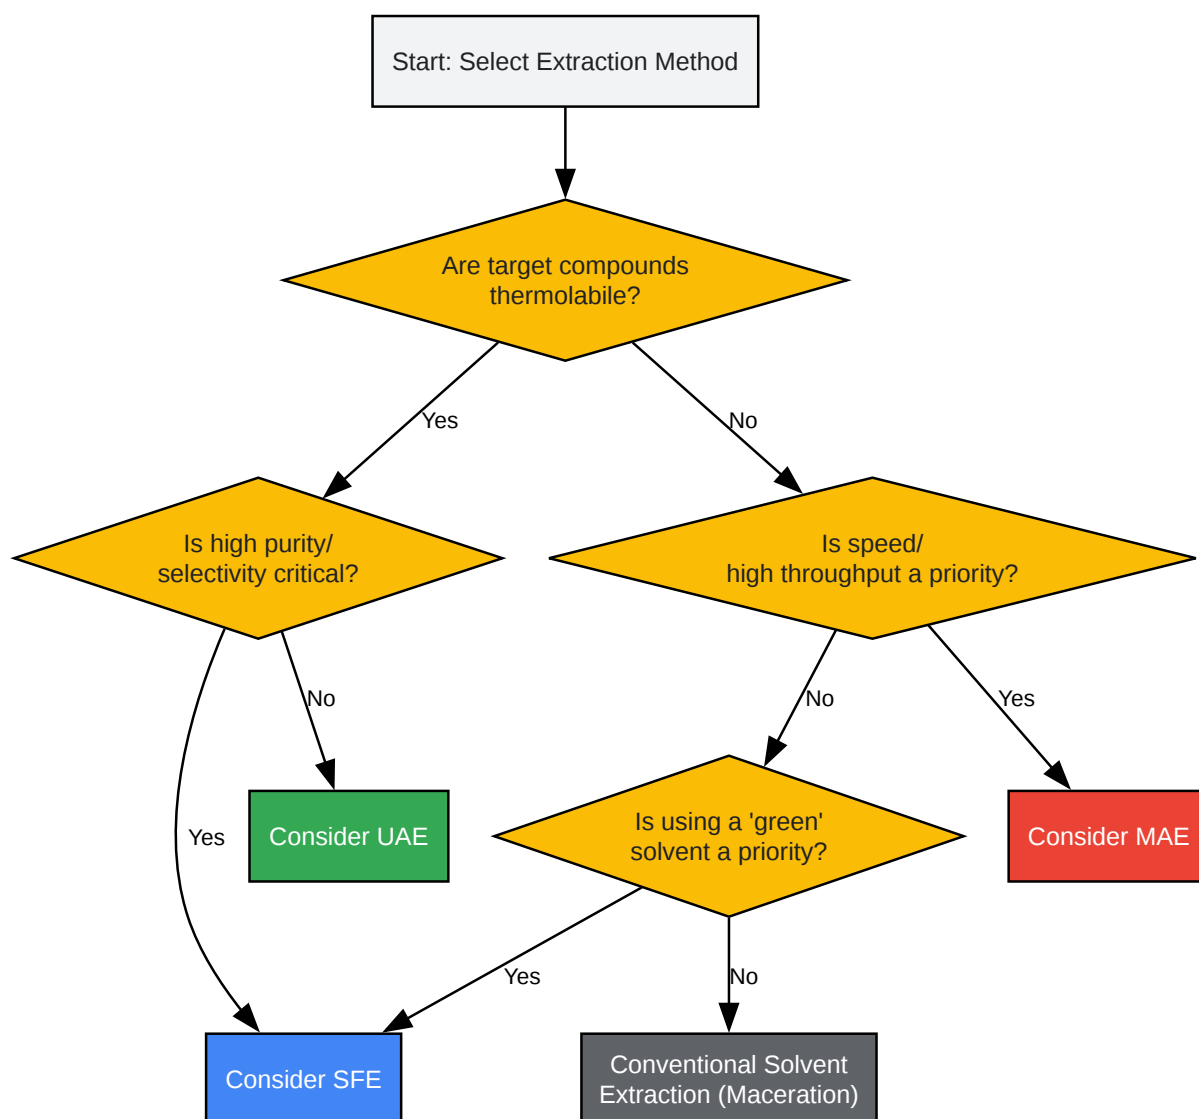 Start: Select Extraction Method
Are target compounds
thermolabile?
Yes
No
Is high purity/
selectivity critical?
Is speed/
high throughput a priority?
No
No
Yes
Yes
Consider UAE
Is using a 'green'
solvent a priority?
Consider MAE
Yes
No
Consider SFE
Conventional Solvent
Extraction (Maceration)